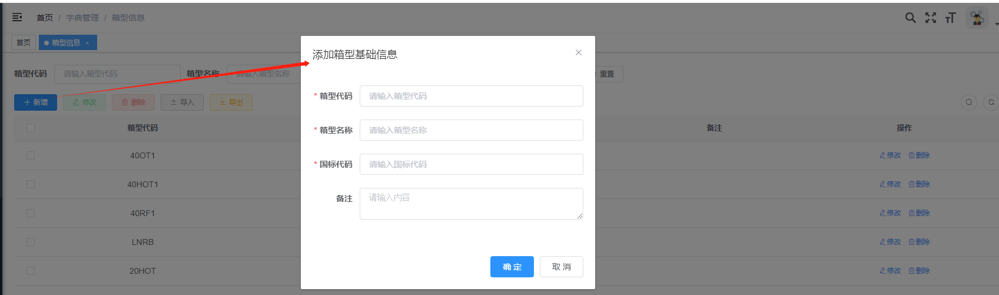 首页 / 字典管理 / 箱型信息
首页 箱型信息 ×
添加箱型基础信息
箱型代码 请输入箱型代码 箱型名称 请输入箱型名称 重置
新增 修改 删除 导入 导出
* 箱型代码 请输入箱型代码
* 箱型名称 请输入箱型名称
* 国标代码 请输入国标代码
备注 请输入内容
确 定 取 消
箱型代码 备注 操作
40OT1 修改 删除
40HOT1 修改 删除
40RF1 修改 删除
LNRB 修改 删除
20HOT 修改 删除